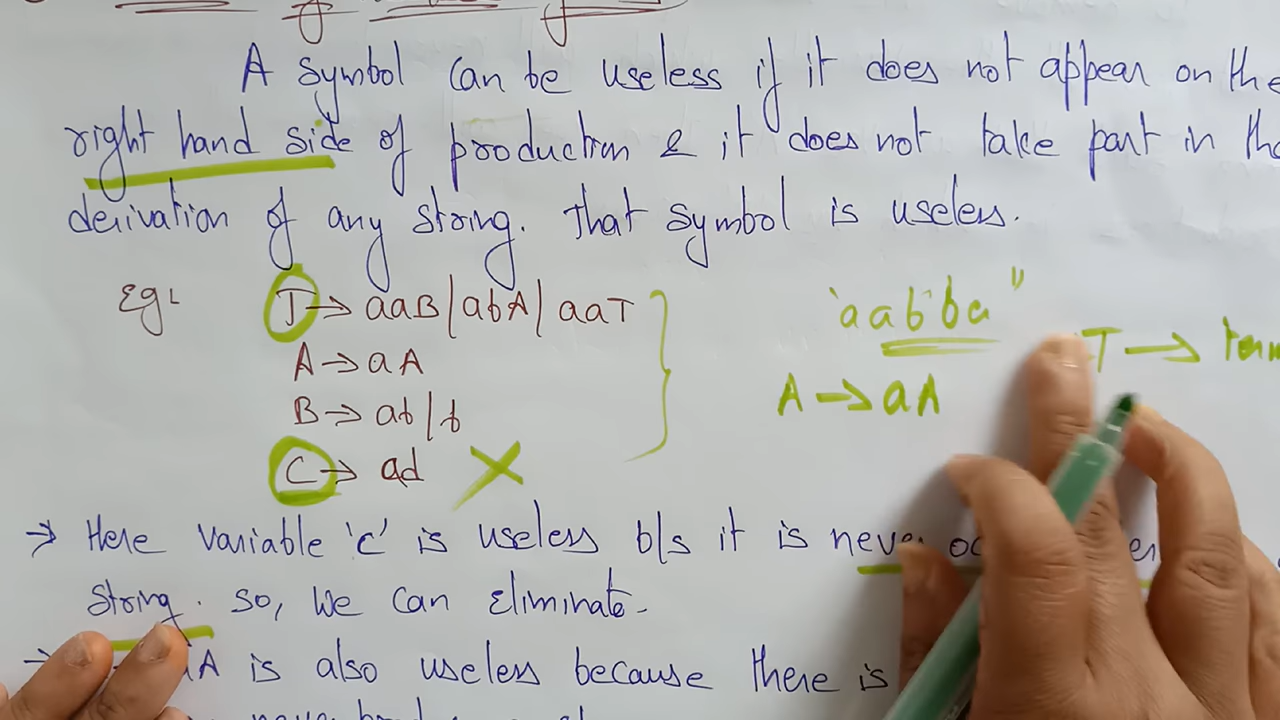 A symbol can be useless if it does not appear on the
right hand side of production & it does not take part in the
derivation of any string. that symbol is useless.
Eg:
T → aaB | abA | aaT
A → aA
B → ab | b
C → ad
"aabba"
T →
A → aA
→ Here variable 'C' is useless b/s it is never
string. So, we can Eliminate.
→ A is also useless because there is
never